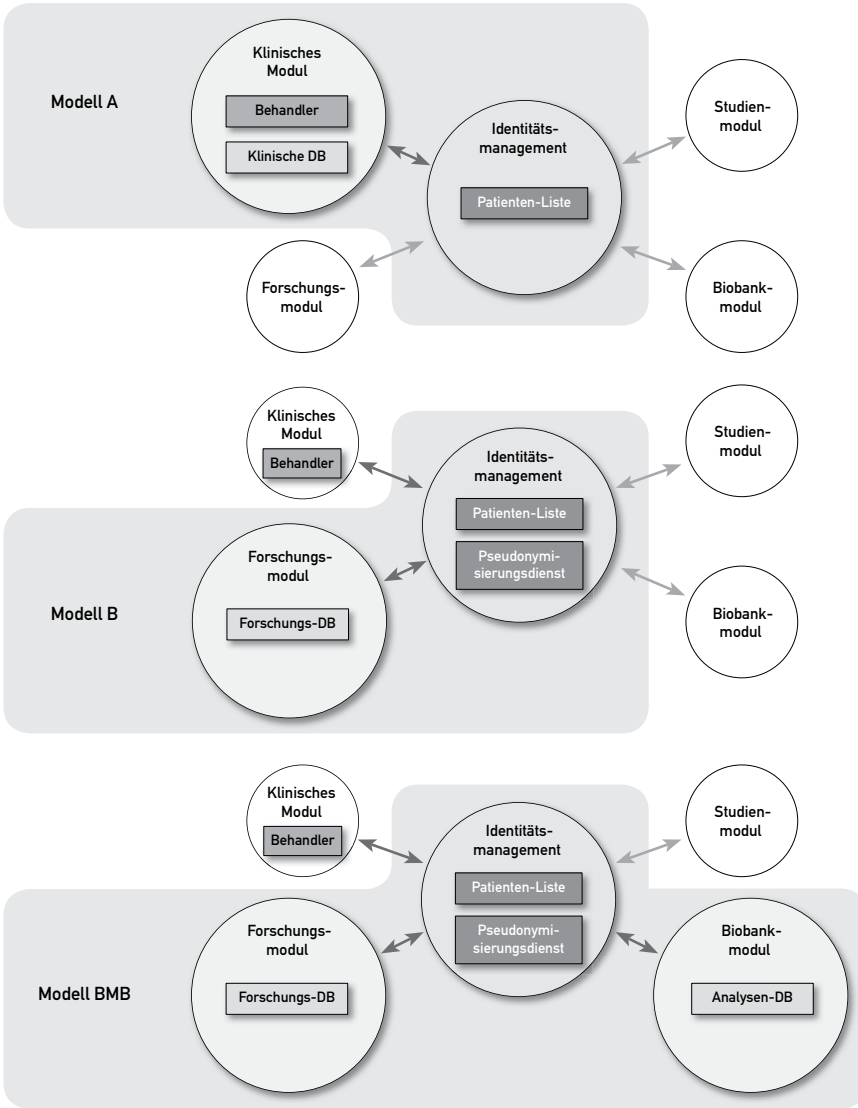 Modell A
Klinisches
Modul
Behandler
Klinische DB
Identitäts-
management
Patienten-Liste
Studien-
modul
Forschungs-
modul
Biobank-
modul
Modell B
Klinisches
Modul
Behandler
Identitäts-
management
Patienten-Liste
Pseudonymi-
sierungsdienst
Studien-
modul
Forschungs-
modul
Forschungs-DB
Biobank-
modul
Modell BMB
Klinisches
Modul
Behandler
Identitäts-
management
Patienten-Liste
Pseudonymi-
sierungsdienst
Studien-
modul
Forschungs-
modul
Forschungs-DB
Biobank-
modul
Analysen-DB